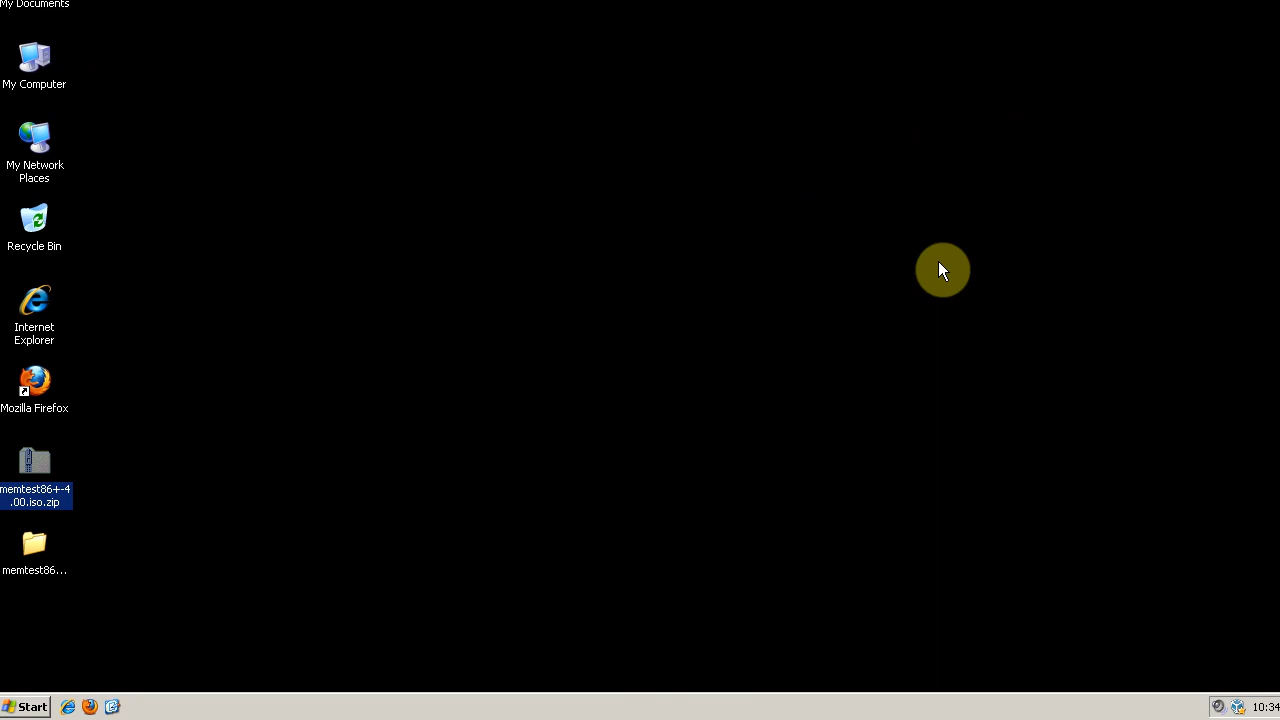 My Documents
My Computer
My Network
Places
Recycle Bin
Internet
Explorer
Mozilla Firefox
memtest86+-4
.00.iso.zip
memtest86...
Start
10:34